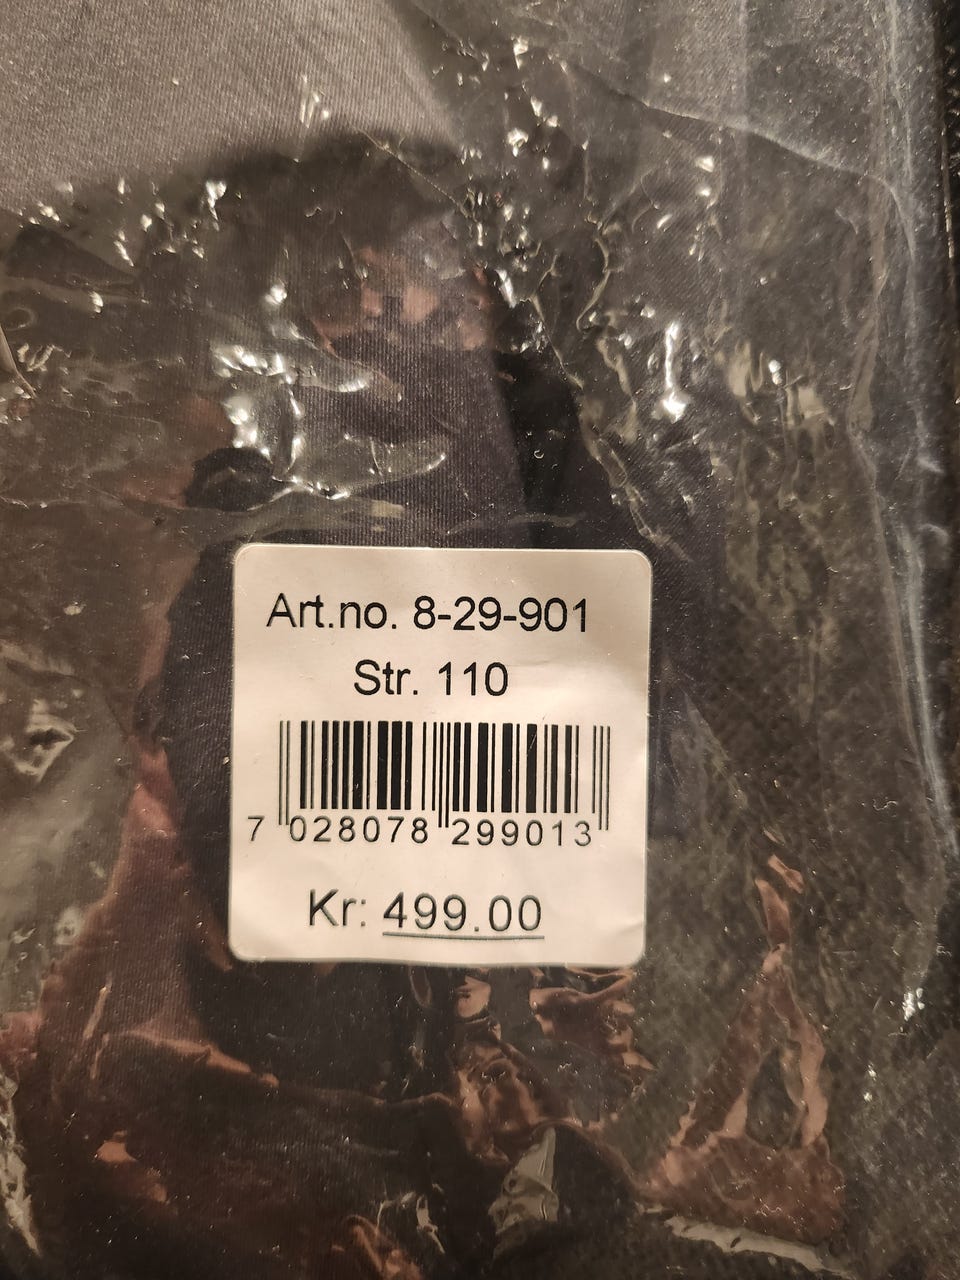 Art.no. 8-29-901
Str. 110
7 028078 299013
Kr: 499.00